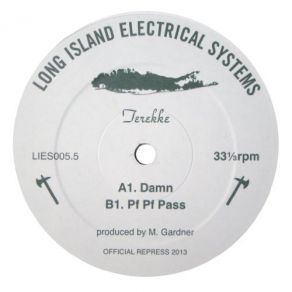 LONG ISLAND ELECTRICAL SYSTEMS
Terekke
LIES005.5
33⅓rpm
A1. Damn
B1. Pf Pf Pass
produced by M. Gardner
OFFICIAL REPRESS 2013